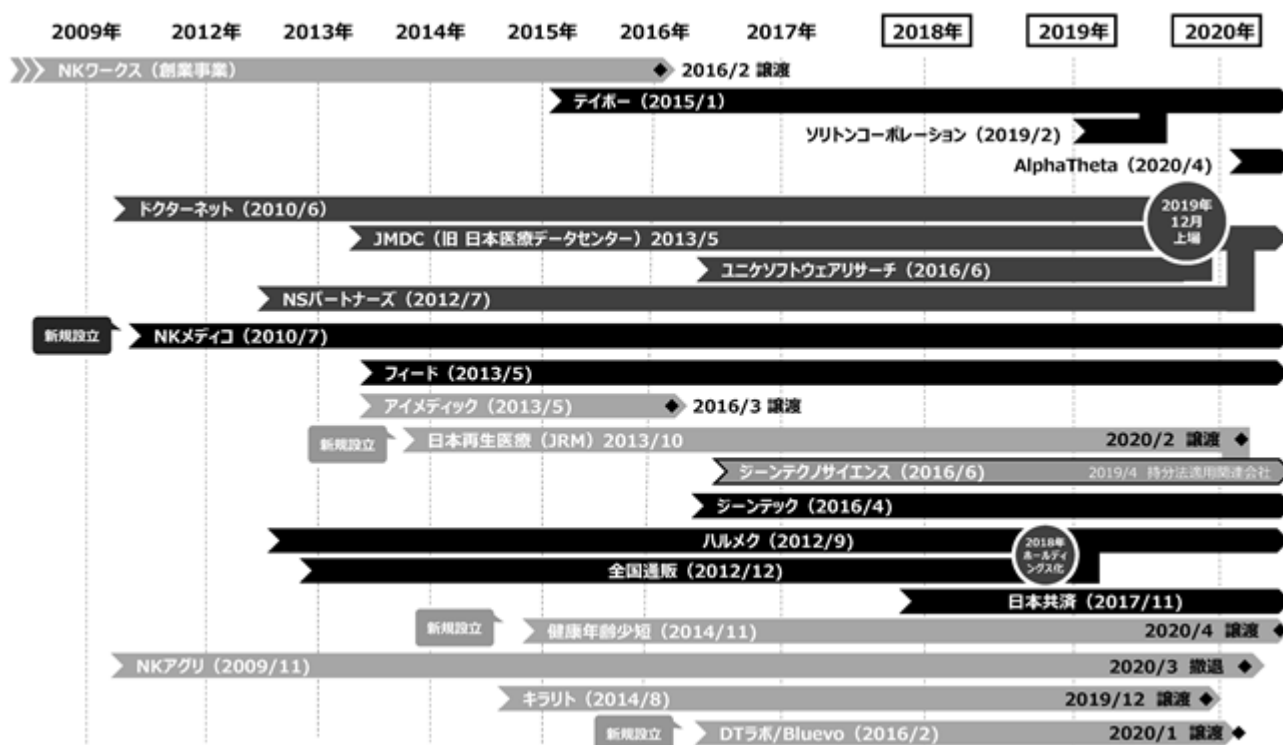 2009年 2012年 2013年 2014年 2015年 2016年 2017年 2018年 2019年 2020年
NKワークス（創業事業） 2016/2 譲渡
テイボー（2015/1）
ソリトンコーポレーション（2019/2）
AlphaTheta（2020/4）
ドクターネット（2010/6）
2019年
12月
上場
JMDC（旧 日本医療データセンター）2013/5
ユニケソフトウェアリサーチ（2016/6）
NSパートナーズ（2012/7）
新規設立 NKメディコ（2010/7）
フィード（2013/5）
アイメディック（2013/5） 2016/3 譲渡
新規設立 日本再生医療（JRM）2013/10 2020/2 譲渡
ジーンテクノサイエンス（2016/6） 2019/4 持分法適用関連会社
ジーンテック（2016/4）
ハルメク（2012/9）
2018年
ホールディ
ングス化
全国通販（2012/12）
日本共済（2017/11）
新規設立 健康年齢少短（2014/11） 2020/4 譲渡
NKアグリ（2009/11） 2020/3 撤退
キラリト（2014/8） 2019/12 譲渡
新規設立 DTラボ/Bluevo（2016/2） 2020/1 譲渡